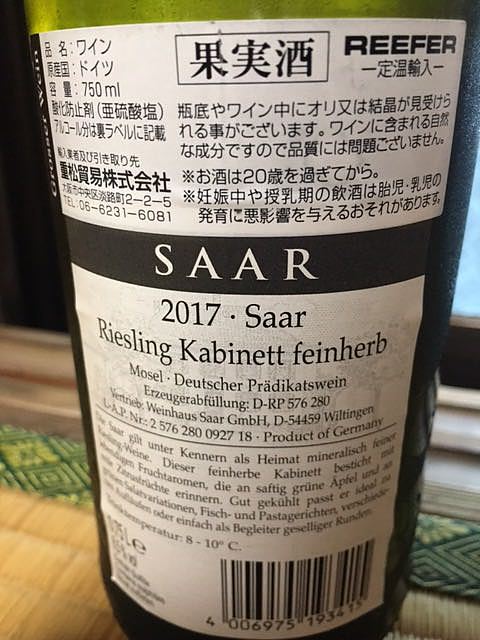 品 名：ワイン
原産国：ドイツ
容 量：750ml
酸化防止剤（亜硫酸塩）
アルコール分は裏ラベルに記載
輸入業者及び引き取り先
重松貿易株式会社
大阪市中央区淡路町2-2-5
TEL：06-6231-6081
果実酒
REEFER
ー定温輸入ー
瓶底やワイン中にオリ又は結晶が見受けら
れる事がございます。ワインに含まれる自然
な成分ですので品質には問題ございません。
※お酒は20歳を過ぎてから。
※妊娠中や授乳期の飲酒は胎児・乳児の
発育に悪影響を与えるおそれがあります。
SAAR
2017 · Saar
Riesling Kabinett feinherb
Mosel · Deutscher Prädikatswein
Erzeugerabfüllung: D-RP 576 280
Vertrieb: Weinhaus Saar GmbH, D-54459 Wiltingen
L-A.P. Nr.: 2 576 280 0927 18 · Product of Germany
Saar gilt unter Kennern als Heimat mineralisch feiner
Riesling-Weine. Dieser feinherbe Kabinett besticht mit
lebendigen Fruchtaromen, die an saftig grüne Äpfel und an
Zitrusfrüchte erinnern. Gut gekühlt passt er ideal zu
Salatvariationen, Fisch- und Pastagerichten, verschiede-
Aufläufen oder einfach als Begleiter geselliger Runden.
Trinktemperatur: 8 - 10° C.
0,75 L e
4 006975 193415